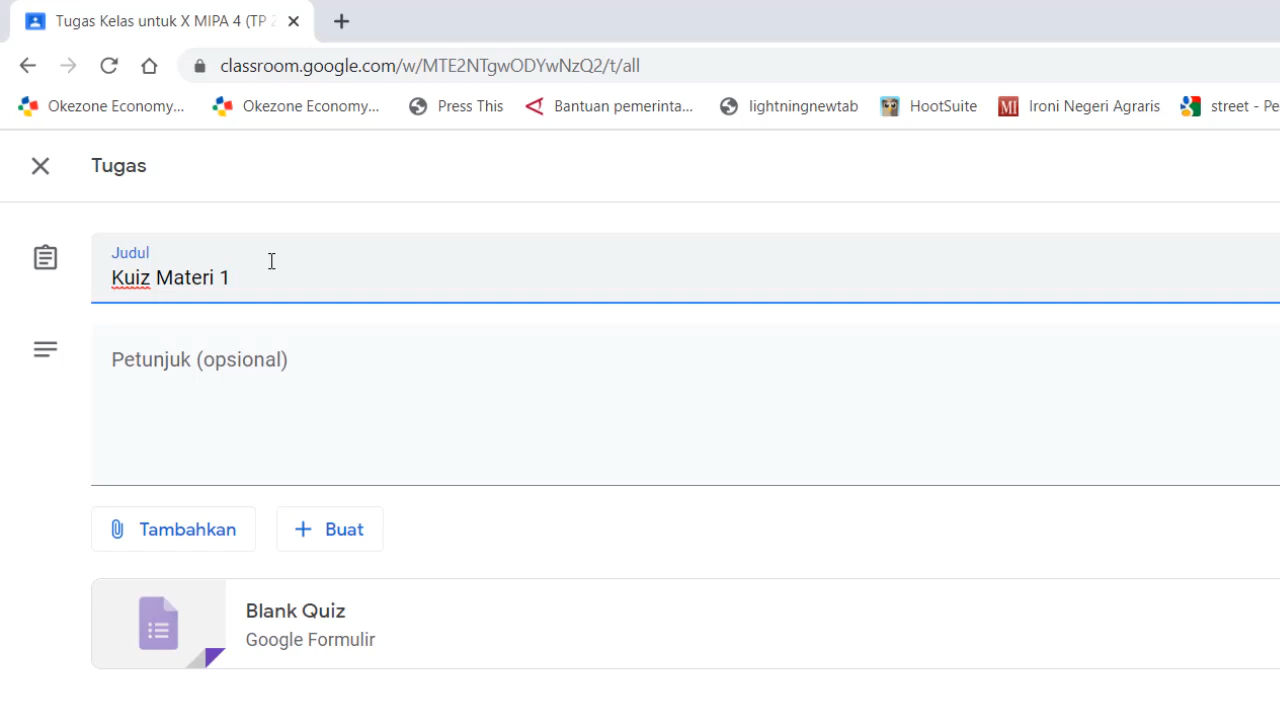 Tugas Kelas untuk X MIPA 4 (TP
classroom.google.com/w/MTE2NTgwODYwNzQ2/t/all
Okezone Economy... Okezone Economy... Press This Bantuan pemerinta... lightningnewtab HootSuite MI Ironi Negeri Agraris street - Pe
Tugas
Judul
Kuiz Materi 1
Petunjuk (opsional)
Tambahkan Buat
Blank Quiz
Google Formulir